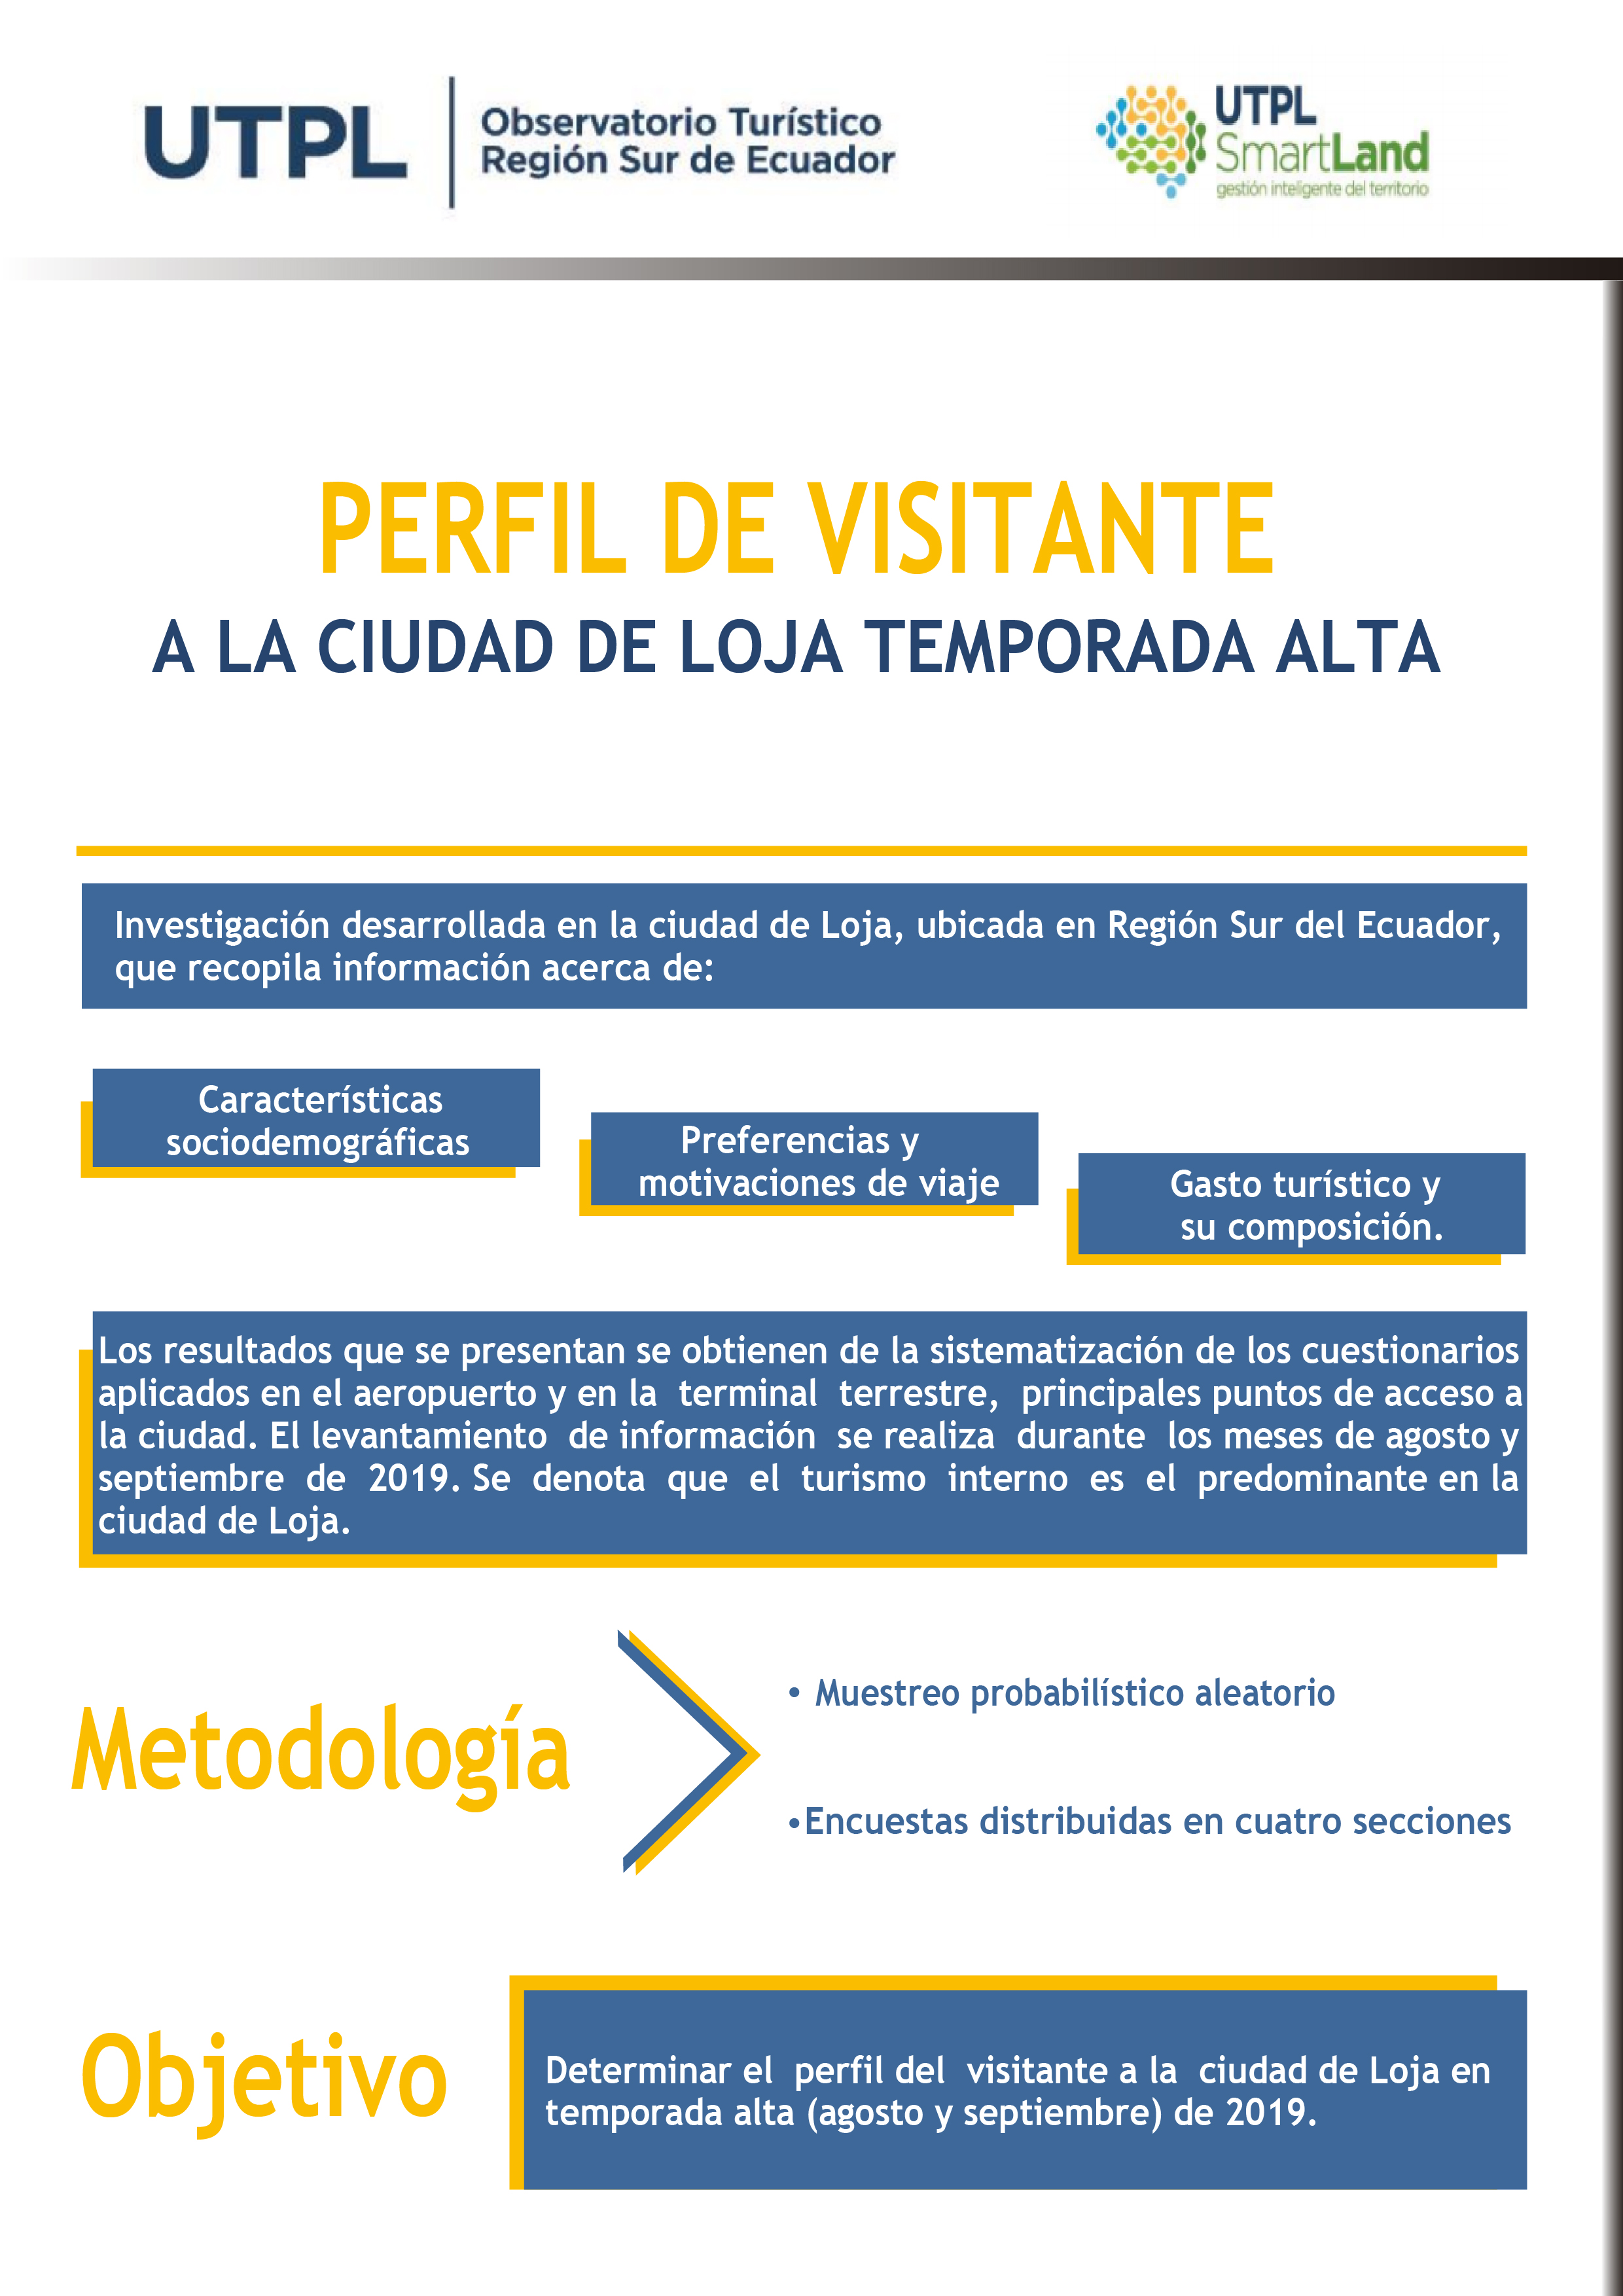 UTPL
Observatorio Turístico
Región Sur de Ecuador
UTPL
SmartLand
gestión inteligente del territorio
PERFIL DE VISITANTE
A LA CIUDAD DE LOJA TEMPORADA ALTA
Investigación desarrollada en la ciudad de Loja, ubicada en Región Sur del Ecuador,
que recopila información acerca de:
Características
sociodemográficas
Preferencias y
motivaciones de viaje
Gasto turístico y
su composición.
Los resultados que se presentan se obtienen de la sistematización de los cuestionarios
aplicados en el aeropuerto y en la terminal terrestre, principales puntos de acceso a
la ciudad. El levantamiento de información se realiza durante los meses de agosto y
septiembre de 2019. Se denota que el turismo interno es el predominante en la
ciudad de Loja.
Metodología
• Muestreo probabilístico aleatorio
•Encuestas distribuidas en cuatro secciones
Objetivo
Determinar el perfil del visitante a la ciudad de Loja en
temporada alta (agosto y septiembre) de 2019.